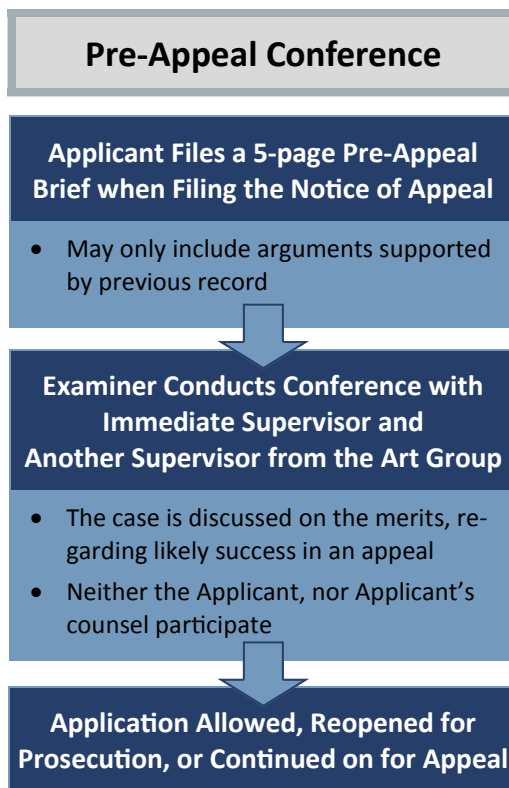 Pre-Appeal Conference
Applicant Files a 5-page Pre-Appeal
Brief when Filing the Notice of Appeal
• May only include arguments supported
by previous record
Examiner Conducts Conference with
Immediate Supervisor and
Another Supervisor from the Art Group
• The case is discussed on the merits, re-
garding likely success in an appeal
• Neither the Applicant, nor Applicant's
counsel participate
Application Allowed, Reopened for
Prosecution, or Continued on for Appeal